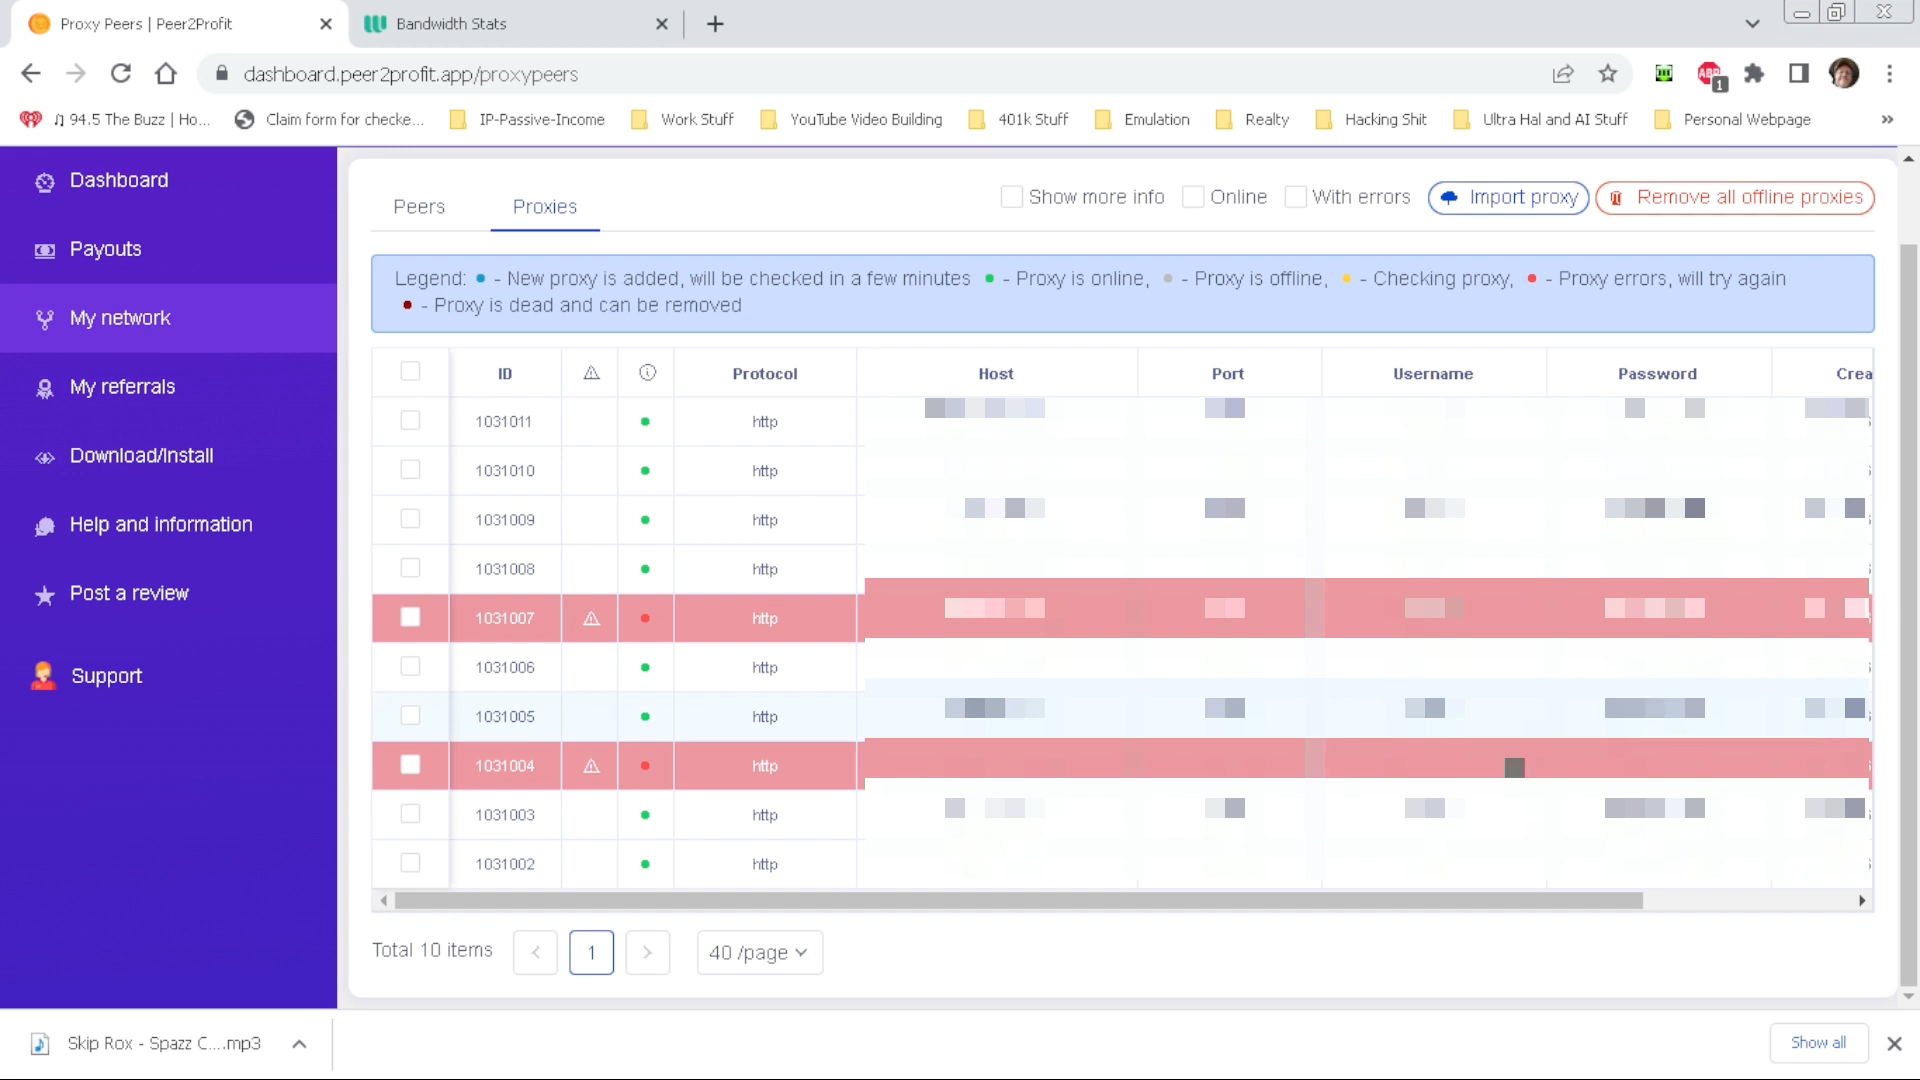 Proxy Peers | Peer2Profit
Bandwidth Stats
dashboard.peer2profit.app/proxypeers
ABP
1
♫ 94.5 The Buzz | Ho...
Claim form for checke...
IP-Passive-Income
Work Stuff
YouTube Video Building
401k Stuff
Emulation
Realty
Hacking Shit
Ultra Hal and AI Stuff
Personal Webpage
»
Dashboard
Payouts
My network
My referrals
Download/Install
Help and information
Post a review
Support
Peers
Proxies
Show more info
Online
With errors
Import proxy
Remove all offline proxies
Legend: • - New proxy is added, will be checked in a few minutes • - Proxy is online, • - Proxy is offline, • - Checking proxy, • - Proxy errors, will try again
• - Proxy is dead and can be removed
ID Protocol Host Port Username Password Crea
1031011 http
1031010 http
1031009 http
1031008 http
1031007 http
1031006 http
1031005 http
1031004 http
1031003 http
1031002 http
Total 10 items < 1 > 40 /page
Skip Rox - Spazz C....mp3
Show all